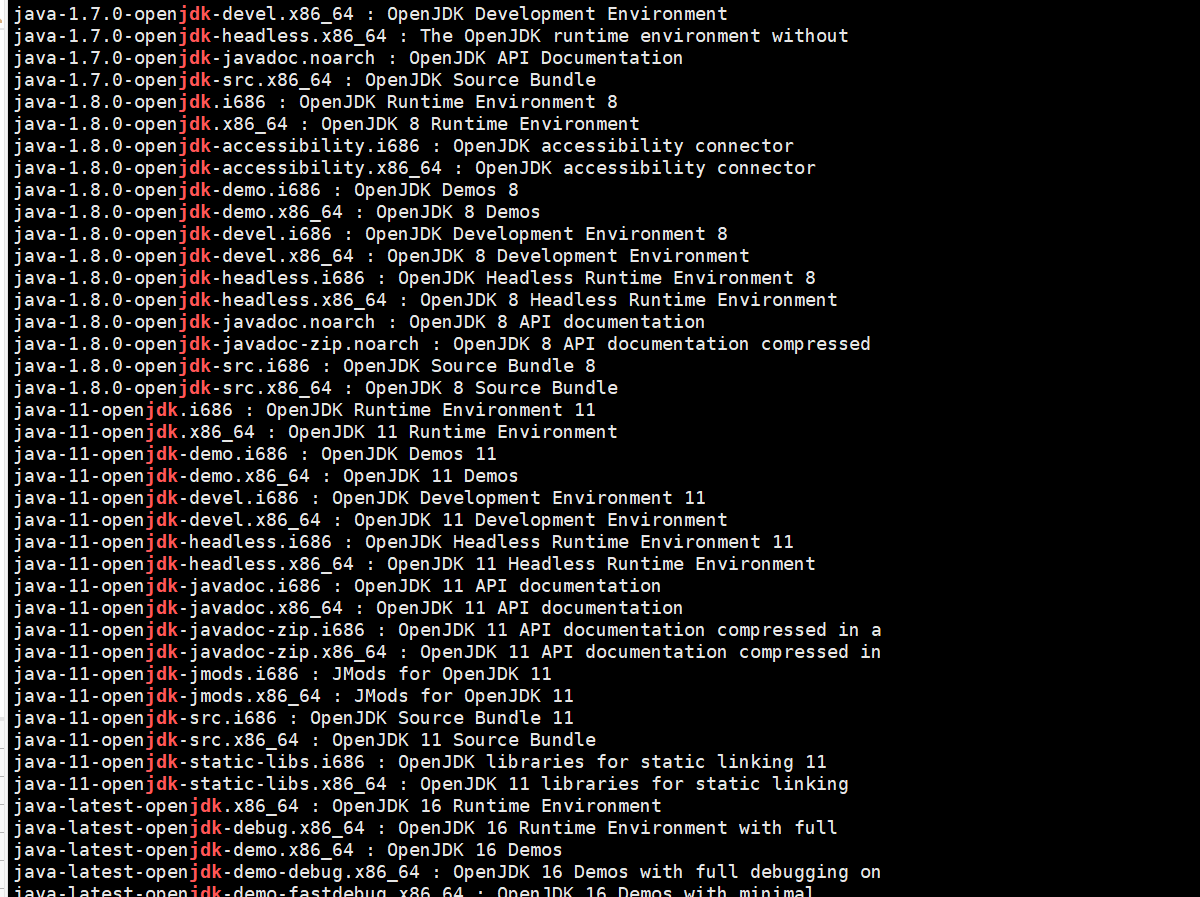 java-1.7.0-openjdk-devel.x86_64 : OpenJDK Development Environment
java-1.7.0-openjdk-headless.x86_64 : The OpenJDK runtime environment without
java-1.7.0-openjdk-javadoc.noarch : OpenJDK API Documentation
java-1.7.0-openjdk-src.x86_64 : OpenJDK Source Bundle
java-1.8.0-openjdk.i686 : OpenJDK Runtime Environment 8
java-1.8.0-openjdk.x86_64 : OpenJDK 8 Runtime Environment
java-1.8.0-openjdk-accessibility.i686 : OpenJDK accessibility connector
java-1.8.0-openjdk-accessibility.x86_64 : OpenJDK accessibility connector
java-1.8.0-openjdk-demo.i686 : OpenJDK Demos 8
java-1.8.0-openjdk-demo.x86_64 : OpenJDK 8 Demos
java-1.8.0-openjdk-devel.i686 : OpenJDK Development Environment 8
java-1.8.0-openjdk-devel.x86_64 : OpenJDK 8 Development Environment
java-1.8.0-openjdk-headless.i686 : OpenJDK Headless Runtime Environment 8
java-1.8.0-openjdk-headless.x86_64 : OpenJDK 8 Headless Runtime Environment
java-1.8.0-openjdk-javadoc.noarch : OpenJDK 8 API documentation
java-1.8.0-openjdk-javadoc-zip.noarch : OpenJDK 8 API documentation compressed
java-1.8.0-openjdk-src.i686 : OpenJDK Source Bundle 8
java-1.8.0-openjdk-src.x86_64 : OpenJDK 8 Source Bundle
java-11-openjdk.i686 : OpenJDK Runtime Environment 11
java-11-openjdk.x86_64 : OpenJDK 11 Runtime Environment
java-11-openjdk-demo.i686 : OpenJDK Demos 11
java-11-openjdk-demo.x86_64 : OpenJDK 11 Demos
java-11-openjdk-devel.i686 : OpenJDK Development Environment 11
java-11-openjdk-devel.x86_64 : OpenJDK 11 Development Environment
java-11-openjdk-headless.i686 : OpenJDK Headless Runtime Environment 11
java-11-openjdk-headless.x86_64 : OpenJDK 11 Headless Runtime Environment
java-11-openjdk-javadoc.i686 : OpenJDK 11 API documentation
java-11-openjdk-javadoc.x86_64 : OpenJDK 11 API documentation
java-11-openjdk-javadoc-zip.i686 : OpenJDK 11 API documentation compressed in a
java-11-openjdk-javadoc-zip.x86_64 : OpenJDK 11 API documentation compressed in
java-11-openjdk-jmods.i686 : JMods for OpenJDK 11
java-11-openjdk-jmods.x86_64 : JMods for OpenJDK 11
java-11-openjdk-src.i686 : OpenJDK Source Bundle 11
java-11-openjdk-src.x86_64 : OpenJDK 11 Source Bundle
java-11-openjdk-static-libs.i686 : OpenJDK libraries for static linking 11
java-11-openjdk-static-libs.x86_64 : OpenJDK 11 libraries for static linking
java-latest-openjdk.x86_64 : OpenJDK 16 Runtime Environment
java-latest-openjdk-debug.x86_64 : OpenJDK 16 Runtime Environment with full
java-latest-openjdk-demo.x86_64 : OpenJDK 16 Demos
java-latest-openjdk-demo-debug.x86_64 : OpenJDK 16 Demos with full debugging on
java-latest-openjdk-demo-fastdebug.x86_64 : OpenJDK 16 Demos with minimal